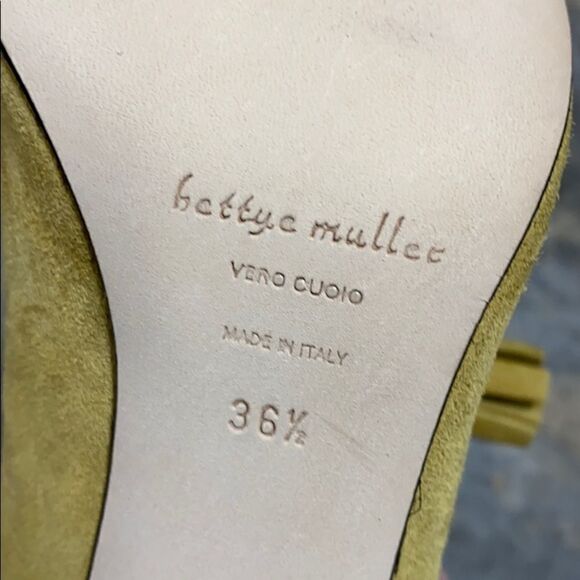 bettye muller
VERO CUOIO
MADE IN ITALY
36½